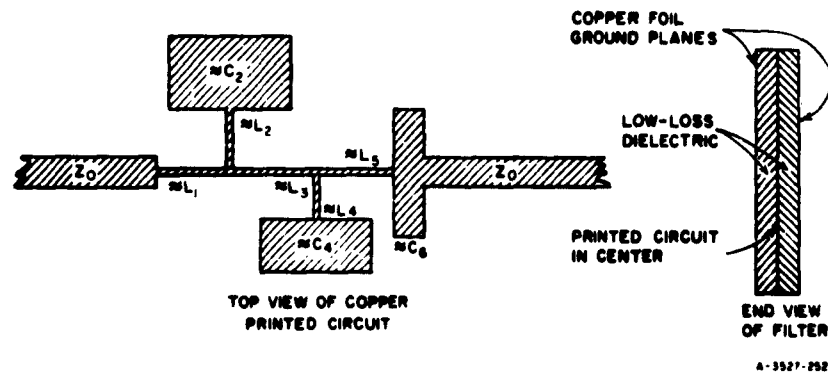 COPPER FOIL
GROUND PLANES
≈C₂
≈L₂
LOW-LOSS
DIELECTRIC
Z₀
≈L₁
≈L₃
≈L₅
Z₀
≈L₄
≈C₄
≈C₆
PRINTED CIRCUIT
IN CENTER
TOP VIEW OF COPPER
PRINTED CIRCUIT
END VIEW
OF FILTER
A-3527-252